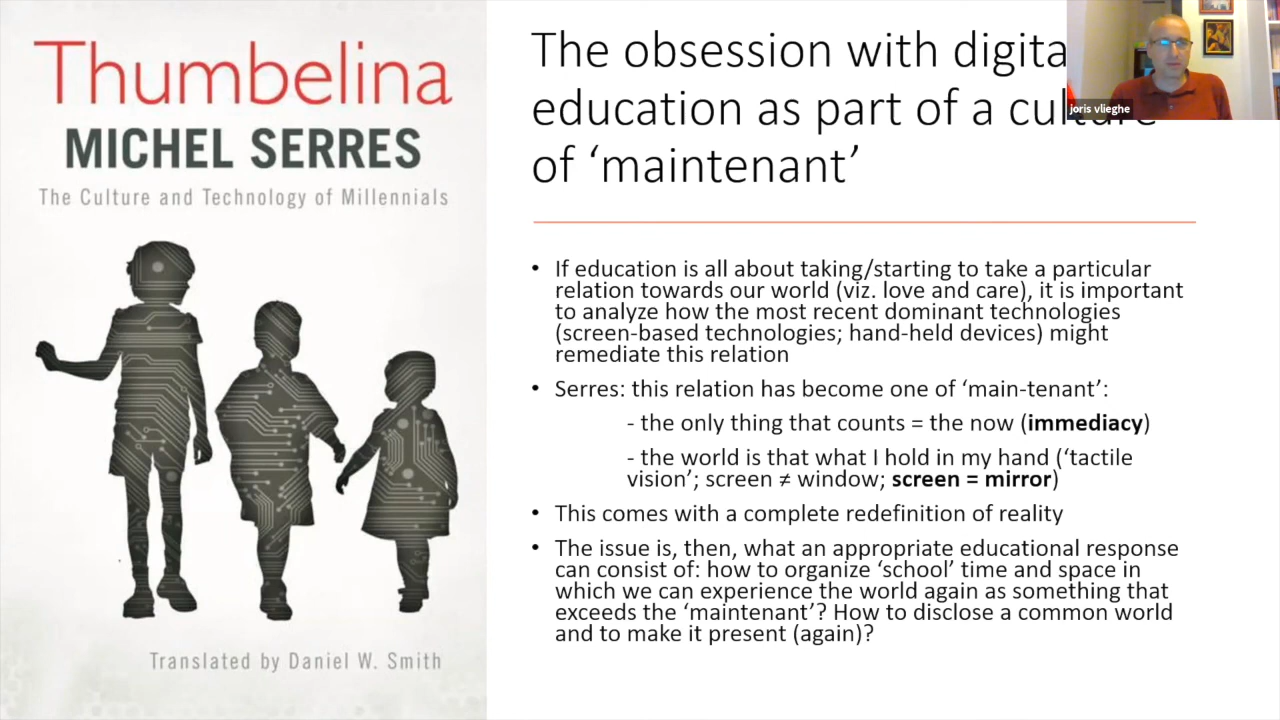 Thumbelina
MICHEL SERRES
The Culture and Technology of Millennials
Translated by Daniel W. Smith
The obsession with digita
education as part of a culture
of ‘maintenant’
joris vlieghe
• If education is all about taking/starting to take a particular
relation towards our world (viz. love and care), it is important
to analyze how the most recent dominant technologies
(screen-based technologies; hand-held devices) might
remediate this relation
• Serres: this relation has become one of ‘main-tenant’:
- the only thing that counts = the now (immediacy)
- the world is that what I hold in my hand (‘tactile
vision’; screen ≠ window; screen = mirror)
• This comes with a complete redefinition of reality
• The issue is, then, what an appropriate educational response
can consist of: how to organize ‘school’ time and space in
which we can experience the world again as something that
exceeds the ‘maintenant’? How to disclose a common world
and to make it present (again)?